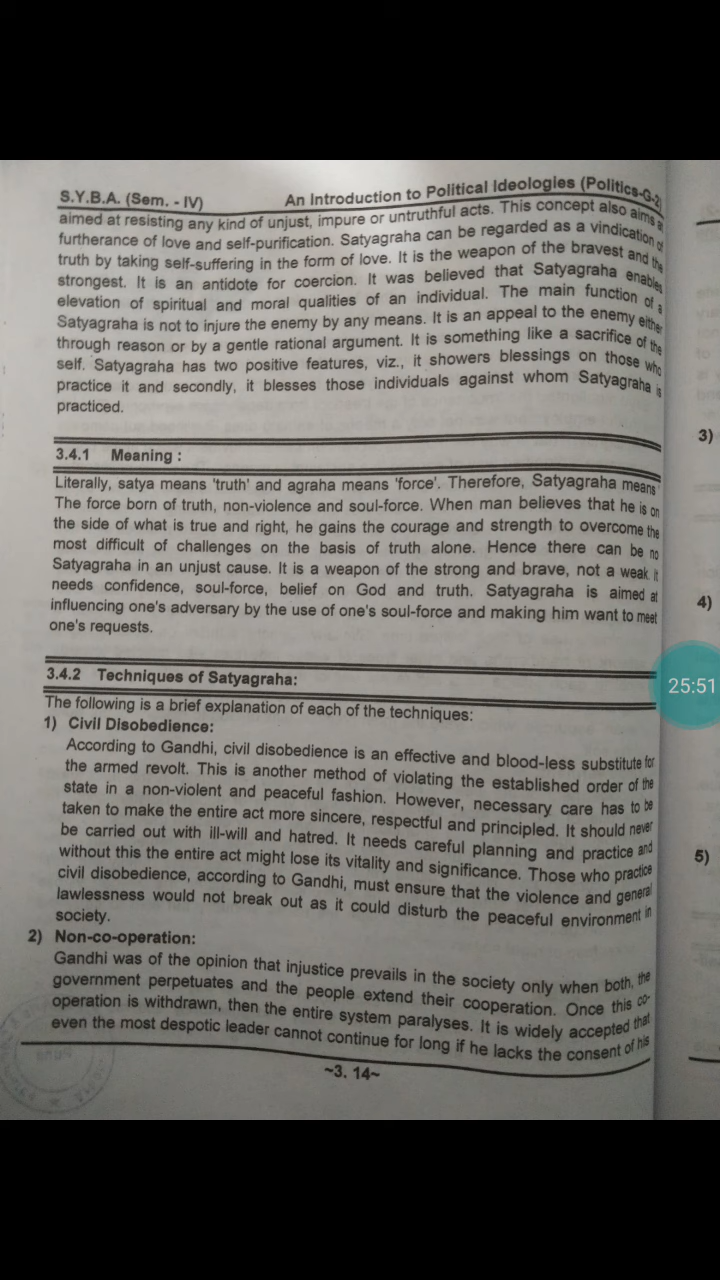 S.Y.B.A. (Sem. - IV) An Introduction to Political Ideologies (Politics-G-2)
aimed at resisting any kind of unjust, impure or untruthful acts. This concept also aims at
furtherance of love and self-purification. Satyagraha can be regarded as a vindication of
truth by taking self-suffering in the form of love. It is the weapon of the bravest and the
strongest. It is an antidote for coercion. It was believed that Satyagraha enables
elevation of spiritual and moral qualities of an individual. The main function of a
Satyagraha is not to injure the enemy by any means. It is an appeal to the enemy either
through reason or by a gentle rational argument. It is something like a sacrifice of the
self. Satyagraha has two positive features, viz., it showers blessings on those who
practice it and secondly, it blesses those individuals against whom Satyagraha is
practiced.
3.4.1 Meaning :
Literally, satya means 'truth' and agraha means 'force'. Therefore, Satyagraha means
The force born of truth, non-violence and soul-force. When man believes that he is on
the side of what is true and right, he gains the courage and strength to overcome the
most difficult of challenges on the basis of truth alone. Hence there can be no
Satyagraha in an unjust cause. It is a weapon of the strong and brave, not a weak. It
needs confidence, soul-force, belief on God and truth. Satyagraha is aimed at
influencing one's adversary by the use of one's soul-force and making him want to meet
one's requests.
3.4.2 Techniques of Satyagraha:
The following is a brief explanation of each of the techniques:
1) Civil Disobedience:
According to Gandhi, civil disobedience is an effective and blood-less substitute for
the armed revolt. This is another method of violating the established order of the
state in a non-violent and peaceful fashion. However, necessary care has to be
taken to make the entire act more sincere, respectful and principled. It should never
be carried out with ill-will and hatred. It needs careful planning and practice and
without this the entire act might lose its vitality and significance. Those who practice
civil disobedience, according to Gandhi, must ensure that the violence and general
lawlessness would not break out as it could disturb the peaceful environment in
society.
2) Non-co-operation:
Gandhi was of the opinion that injustice prevails in the society only when both, the
government perpetuates and the people extend their cooperation. Once this co-
operation is withdrawn, then the entire system paralyses. It is widely accepted that
even the most despotic leader cannot continue for long if he lacks the consent of his
~3. 14~
3)
4)
25:51
5)